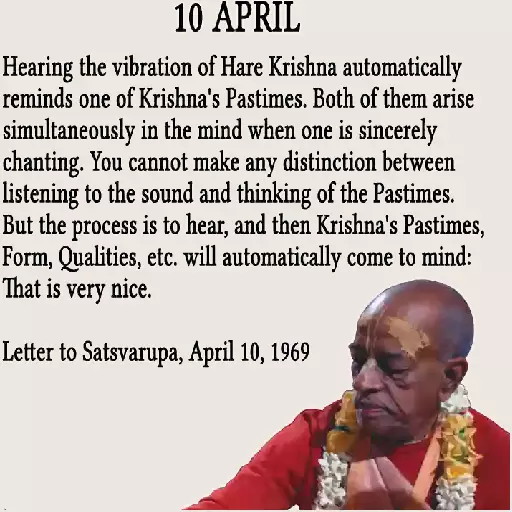 10 APRIL
Hearing the vibration of Hare Krishna automatically
reminds one of Krishna's Pastimes. Both of them arise
simultaneously in the mind when one is sincerely
chanting. You cannot make any distinction between
listening to the sound and thinking of the Pastimes.
But the process is to hear, and then Krishna's Pastimes,
Form, Qualities, etc. will automatically come to mind:
That is very nice.
Letter to Satsvarupa, April 10, 1969